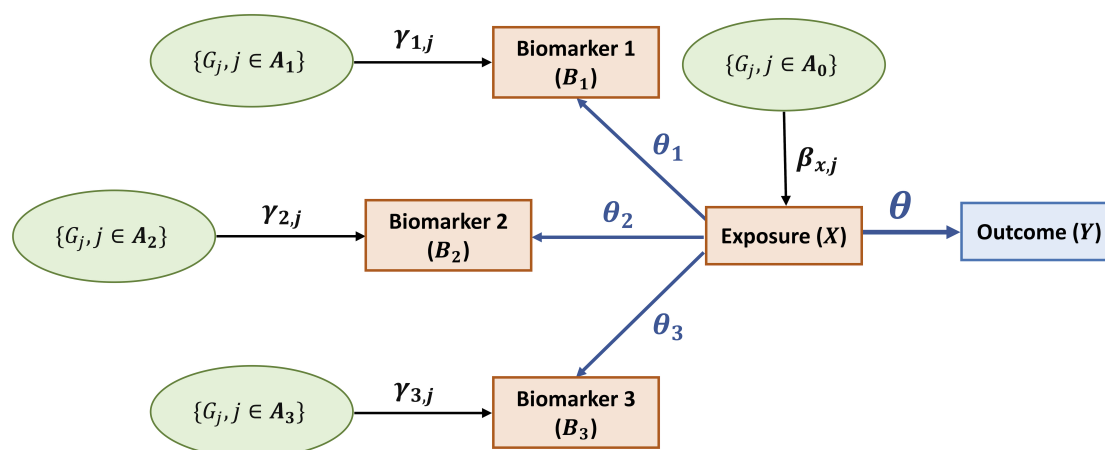 {G_j, j ∈ A_1}
γ_{1,j}
Biomarker 1
(B_1)
{G_j, j ∈ A_0}
θ_1
β_{x,j}
{G_j, j ∈ A_2}
γ_{2,j}
Biomarker 2
(B_2)
θ_2
Exposure (X)
θ
Outcome (Y)
θ_3
{G_j, j ∈ A_3}
γ_{3,j}
Biomarker 3
(B_3)